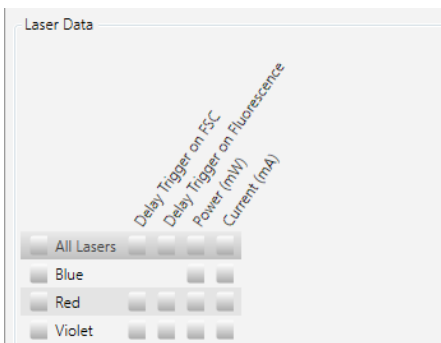 Laser Data
Delay Trigger on FSC
Delay Trigger on Fluorescence
Power (mW)
Current (mA)
All Lasers
Blue
Red
Violet